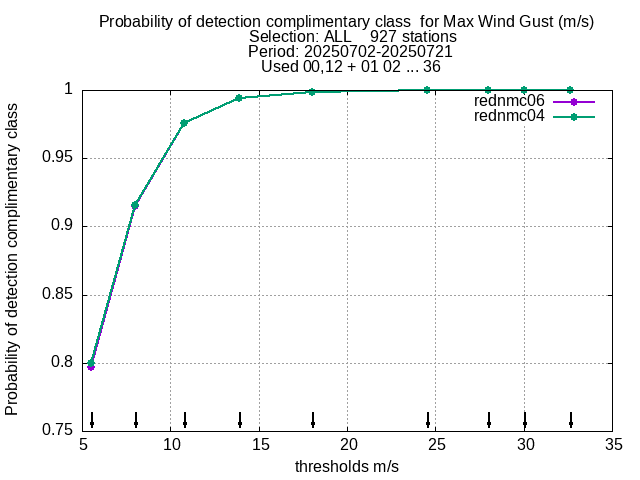 Probability of detection complimentary class  for Max Wind Gust (m/s)
Selection: ALL    927 stations
Period: 20250702-20250721
Used 00,12 + 01 02 ... 36
rednmc06
rednmc04
Probability of detection complimentary class
1
0.95
0.9
0.85
0.8
0.75
5 10 15 20 25 30 35
thresholds m/s